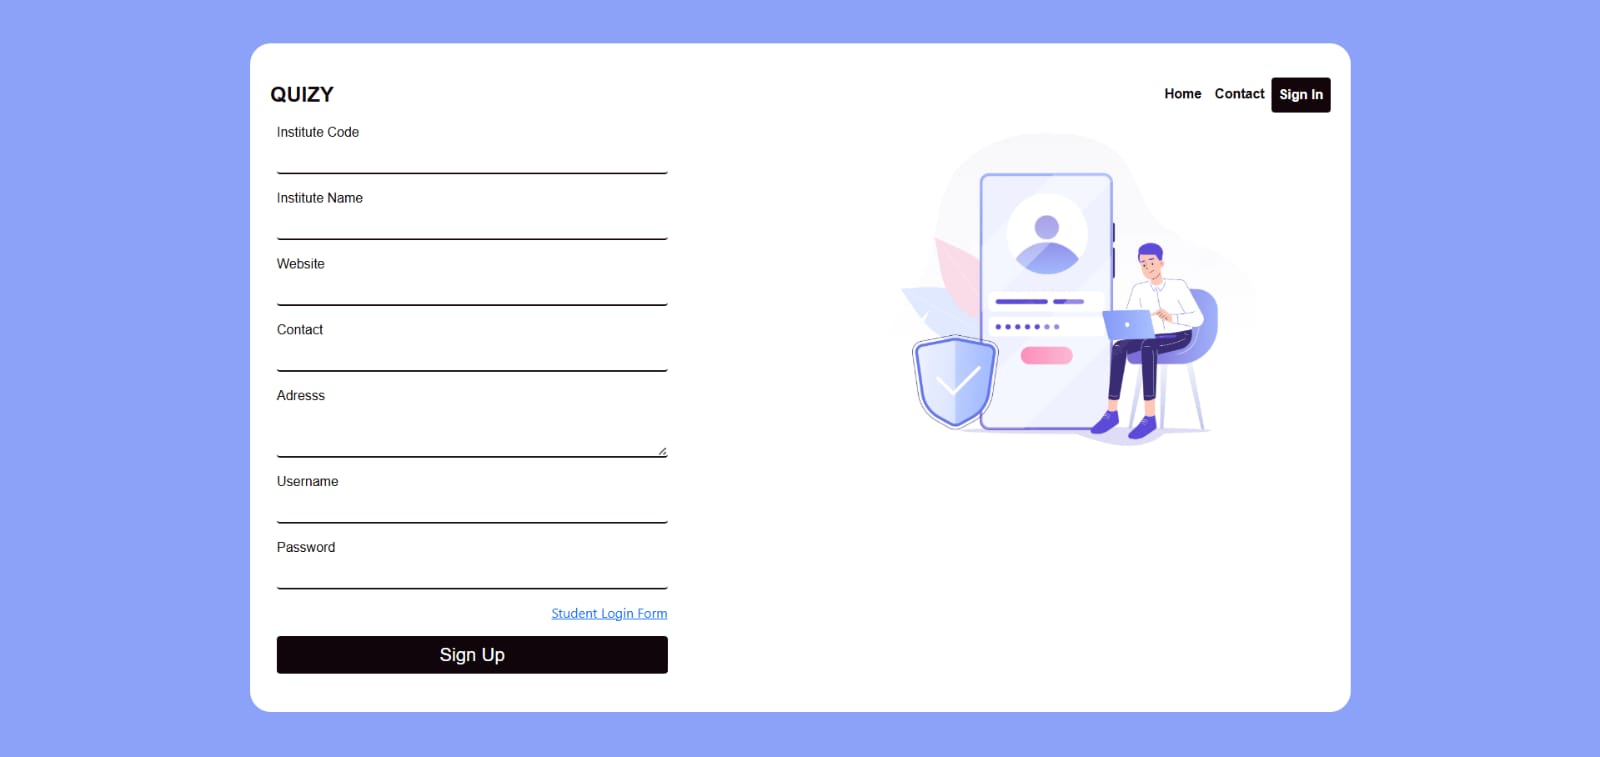 QUIZY
Home Contact Sign In
Institute Code
Institute Name
Website
Contact
Adresss
Username
Password
Student Login Form
Sign Up